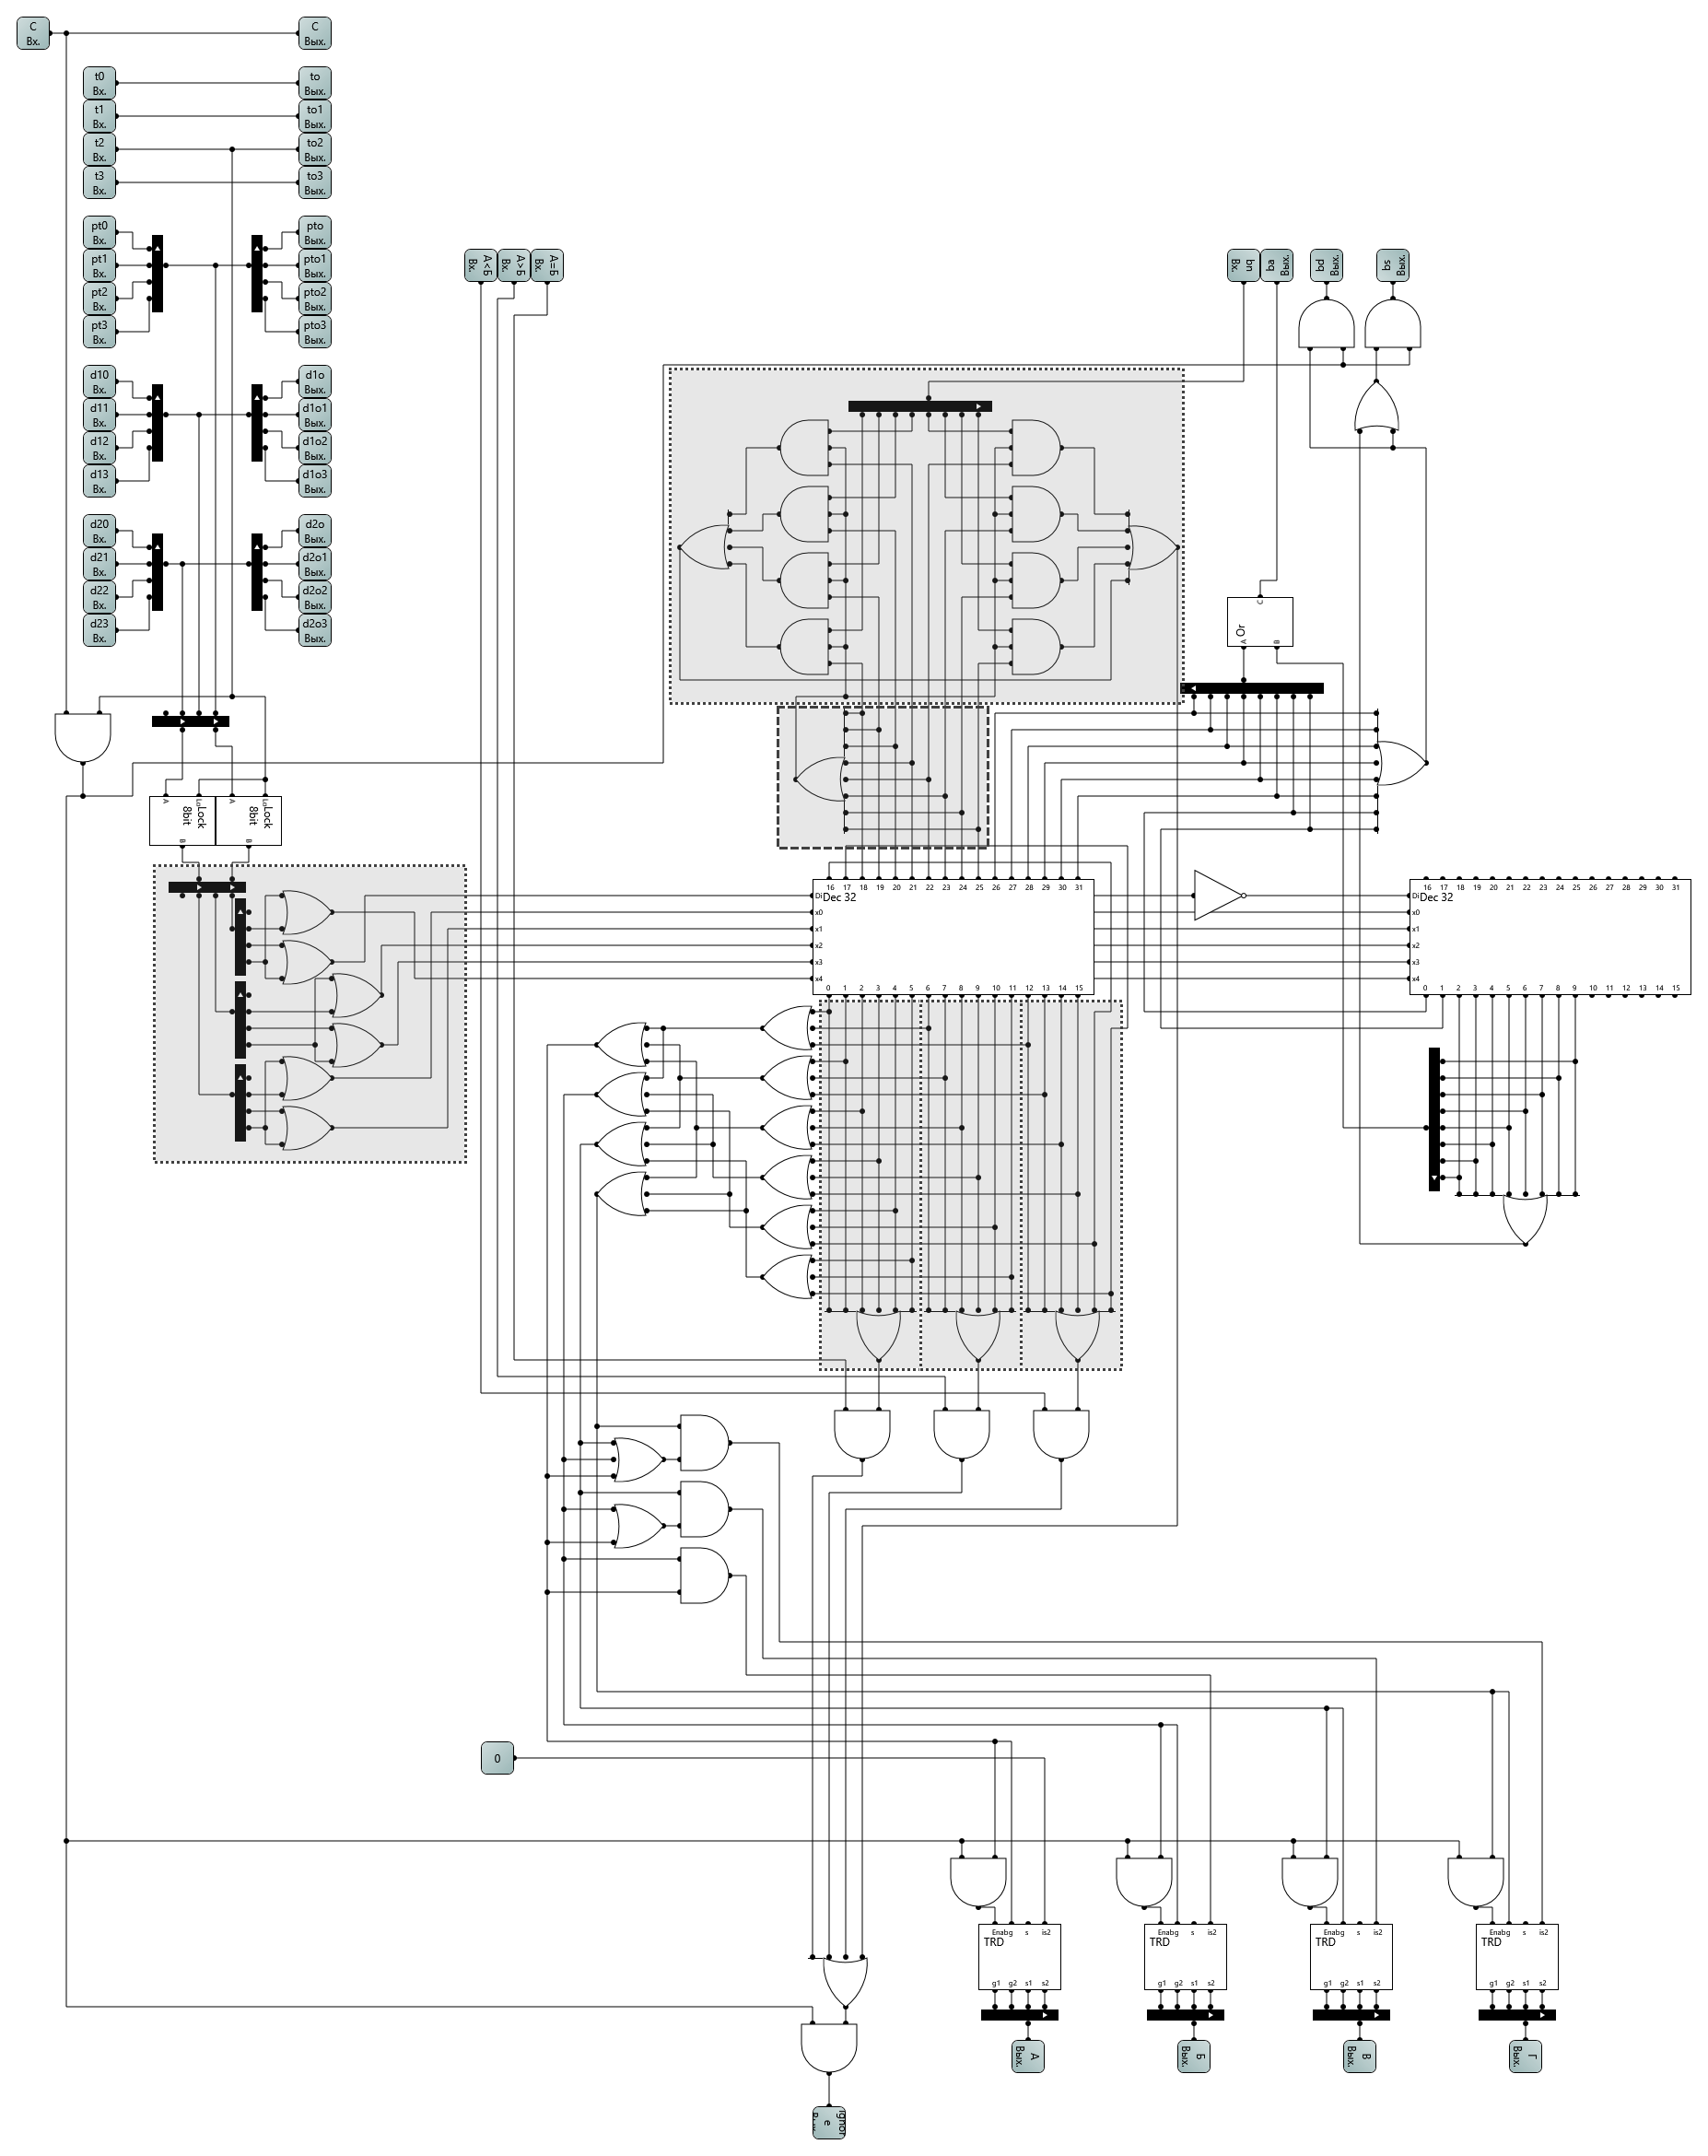 C
Вх.
C
Вых.
t0
Вх.
to
Вых.
t1
Вх.
to1
Вых.
t2
Вх.
to2
Вых.
t3
Вх.
to3
Вых.
pt0
Вх.
pto
Вых.
pt1
Вх.
pto1
Вых.
pt2
Вх.
pto2
Вых.
pt3
Вх.
pto3
Вых.
А<Б
Вх.
А>Б
Вх.
А=Б
Вх.
bn
Вх.
ba
Вых.
bd
Вых.
bs
Вых.
d10
Вх.
d1o
Вых.
d11
Вх.
d1o1
Вых.
d12
Вх.
d1o2
Вых.
d13
Вх.
d1o3
Вых.
d20
Вх.
d2o
Вых.
d21
Вх.
d2o1
Вых.
d22
Вх.
d2o2
Вых.
d23
Вх.
d2o3
Вых.
C
Or
A
B
A
Lo
Lock
8bit
B
A
Lo
Lock
8bit
B
16 17 18 19 20 21 22 23 24 25 26 27 28 29 30 31
Di
Dec 32
x0
x1
x2
x3
x4
0 1 2 3 4 5 6 7 8 9 10 11 12 13 14 15
16 17 18 19 20 21 22 23 24 25 26 27 28 29 30 31
Di
Dec 32
x0
x1
x2
x3
x4
0 1 2 3 4 5 6 7 8 9 10 11 12 13 14 15
0
Enabg s is2
TRD
g1 g2 s1 s2
Enabg s is2
TRD
g1 g2 s1 s2
Enabg s is2
TRD
g1 g2 s1 s2
Enabg s is2
TRD
g1 g2 s1 s2
А
Вых.
Б
Вых.
В
Вых.
Г
Вых.
ignor
e